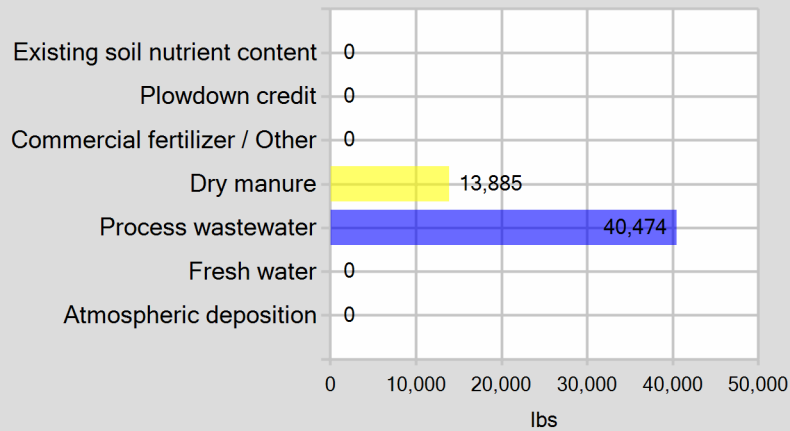 Existing soil nutrient content 0
Plowdown credit 0
Commercial fertilizer / Other 0
Dry manure 13,885
Process wastewater 40,474
Fresh water 0
Atmospheric deposition 0
0 10,000 20,000 30,000 40,000 50,000
lbs